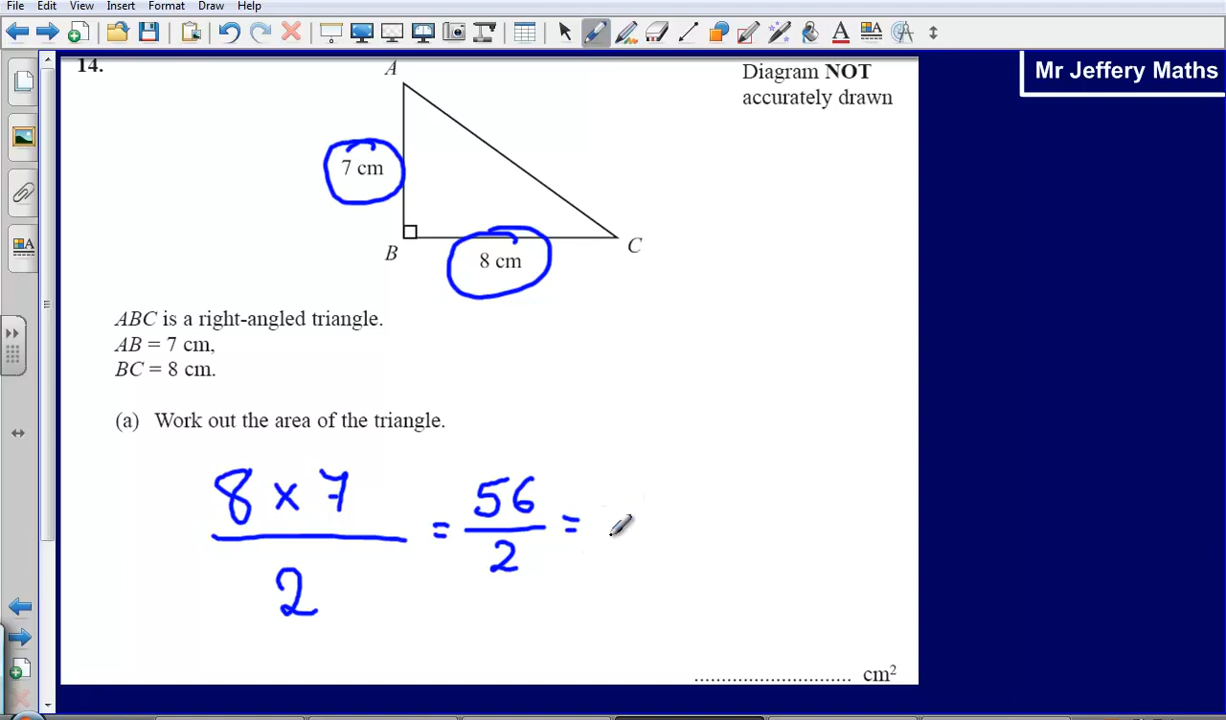 File Edit View Insert Format Draw Help
Mr Jeffery Maths
14.
Diagram NOT
accurately drawn
A
7 cm
B
8 cm
C
ABC is a right-angled triangle.
AB = 7 cm,
BC = 8 cm.
(a) Work out the area of the triangle.
8 × 7
2
=
56
2
=
............................. cm²